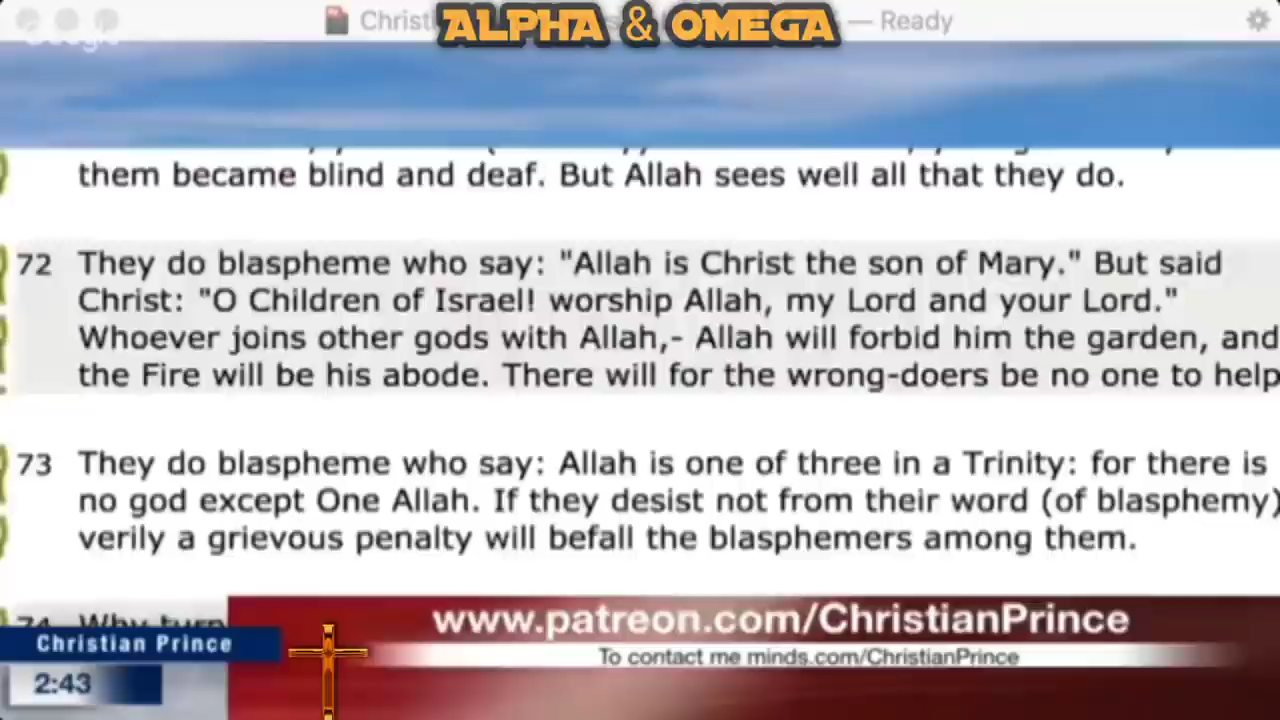 Christi
ALPHA & OMEGA
— Ready
Google
them became blind and deaf. But Allah sees well all that they do.
72 They do blaspheme who say: "Allah is Christ the son of Mary." But said
Christ: "O Children of Israel! worship Allah, my Lord and your Lord."
Whoever joins other gods with Allah,- Allah will forbid him the garden, and
the Fire will be his abode. There will for the wrong-doers be no one to help
73 They do blaspheme who say: Allah is one of three in a Trinity: for there is
no god except One Allah. If they desist not from their word (of blasphemy)
verily a grievous penalty will befall the blasphemers among them.
74 Why turn
www.patreon.com/ChristianPrince
Christian Prince
To contact me minds.com/ChristianPrince
2:43